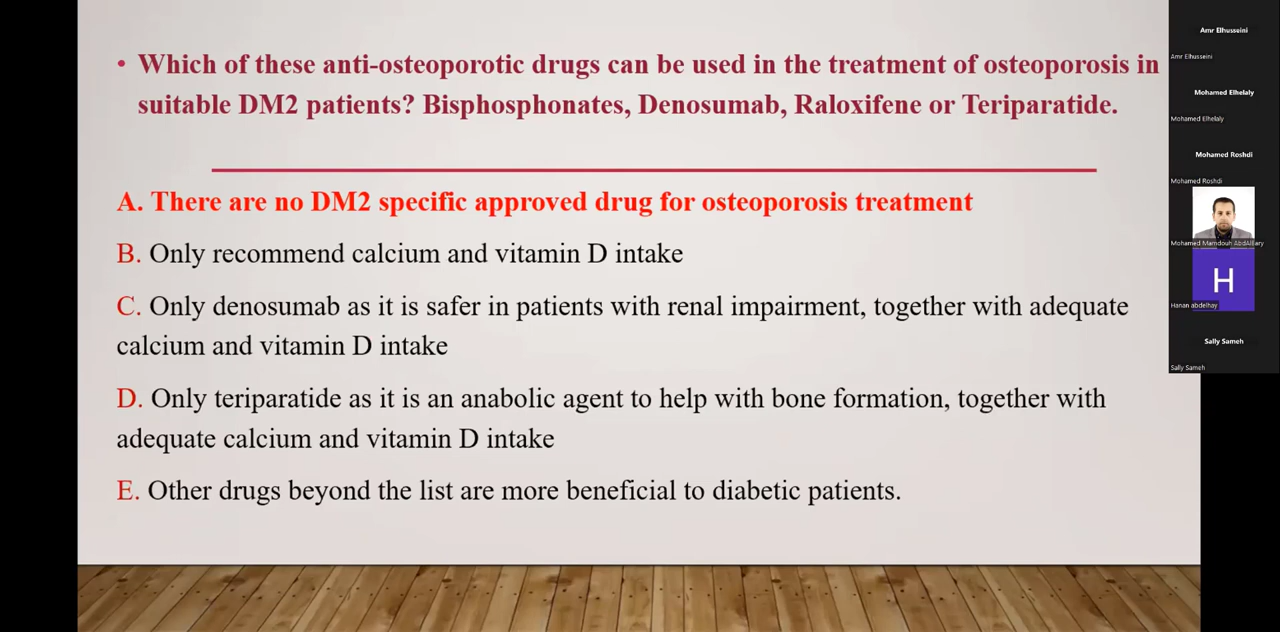 • Which of these anti-osteoporotic drugs can be used in the treatment of osteoporosis in
suitable DM2 patients? Bisphosphonates, Denosumab, Raloxifene or Teriparatide.
A. There are no DM2 specific approved drug for osteoporosis treatment
B. Only recommend calcium and vitamin D intake
C. Only denosumab as it is safer in patients with renal impairment, together with adequate
calcium and vitamin D intake
D. Only teriparatide as it is an anabolic agent to help with bone formation, together with
adequate calcium and vitamin D intake
E. Other drugs beyond the list are more beneficial to diabetic patients.
Amr Elhusseini
Amr Elhusseini
Mohamed Elhelaly
Mohamed Elhelaly
Mohamed Roshdi
Mohamed Roshdi
Mohamed Mamdouh
H
Hanan abdelhay
Sally Sameh
Sally Sameh